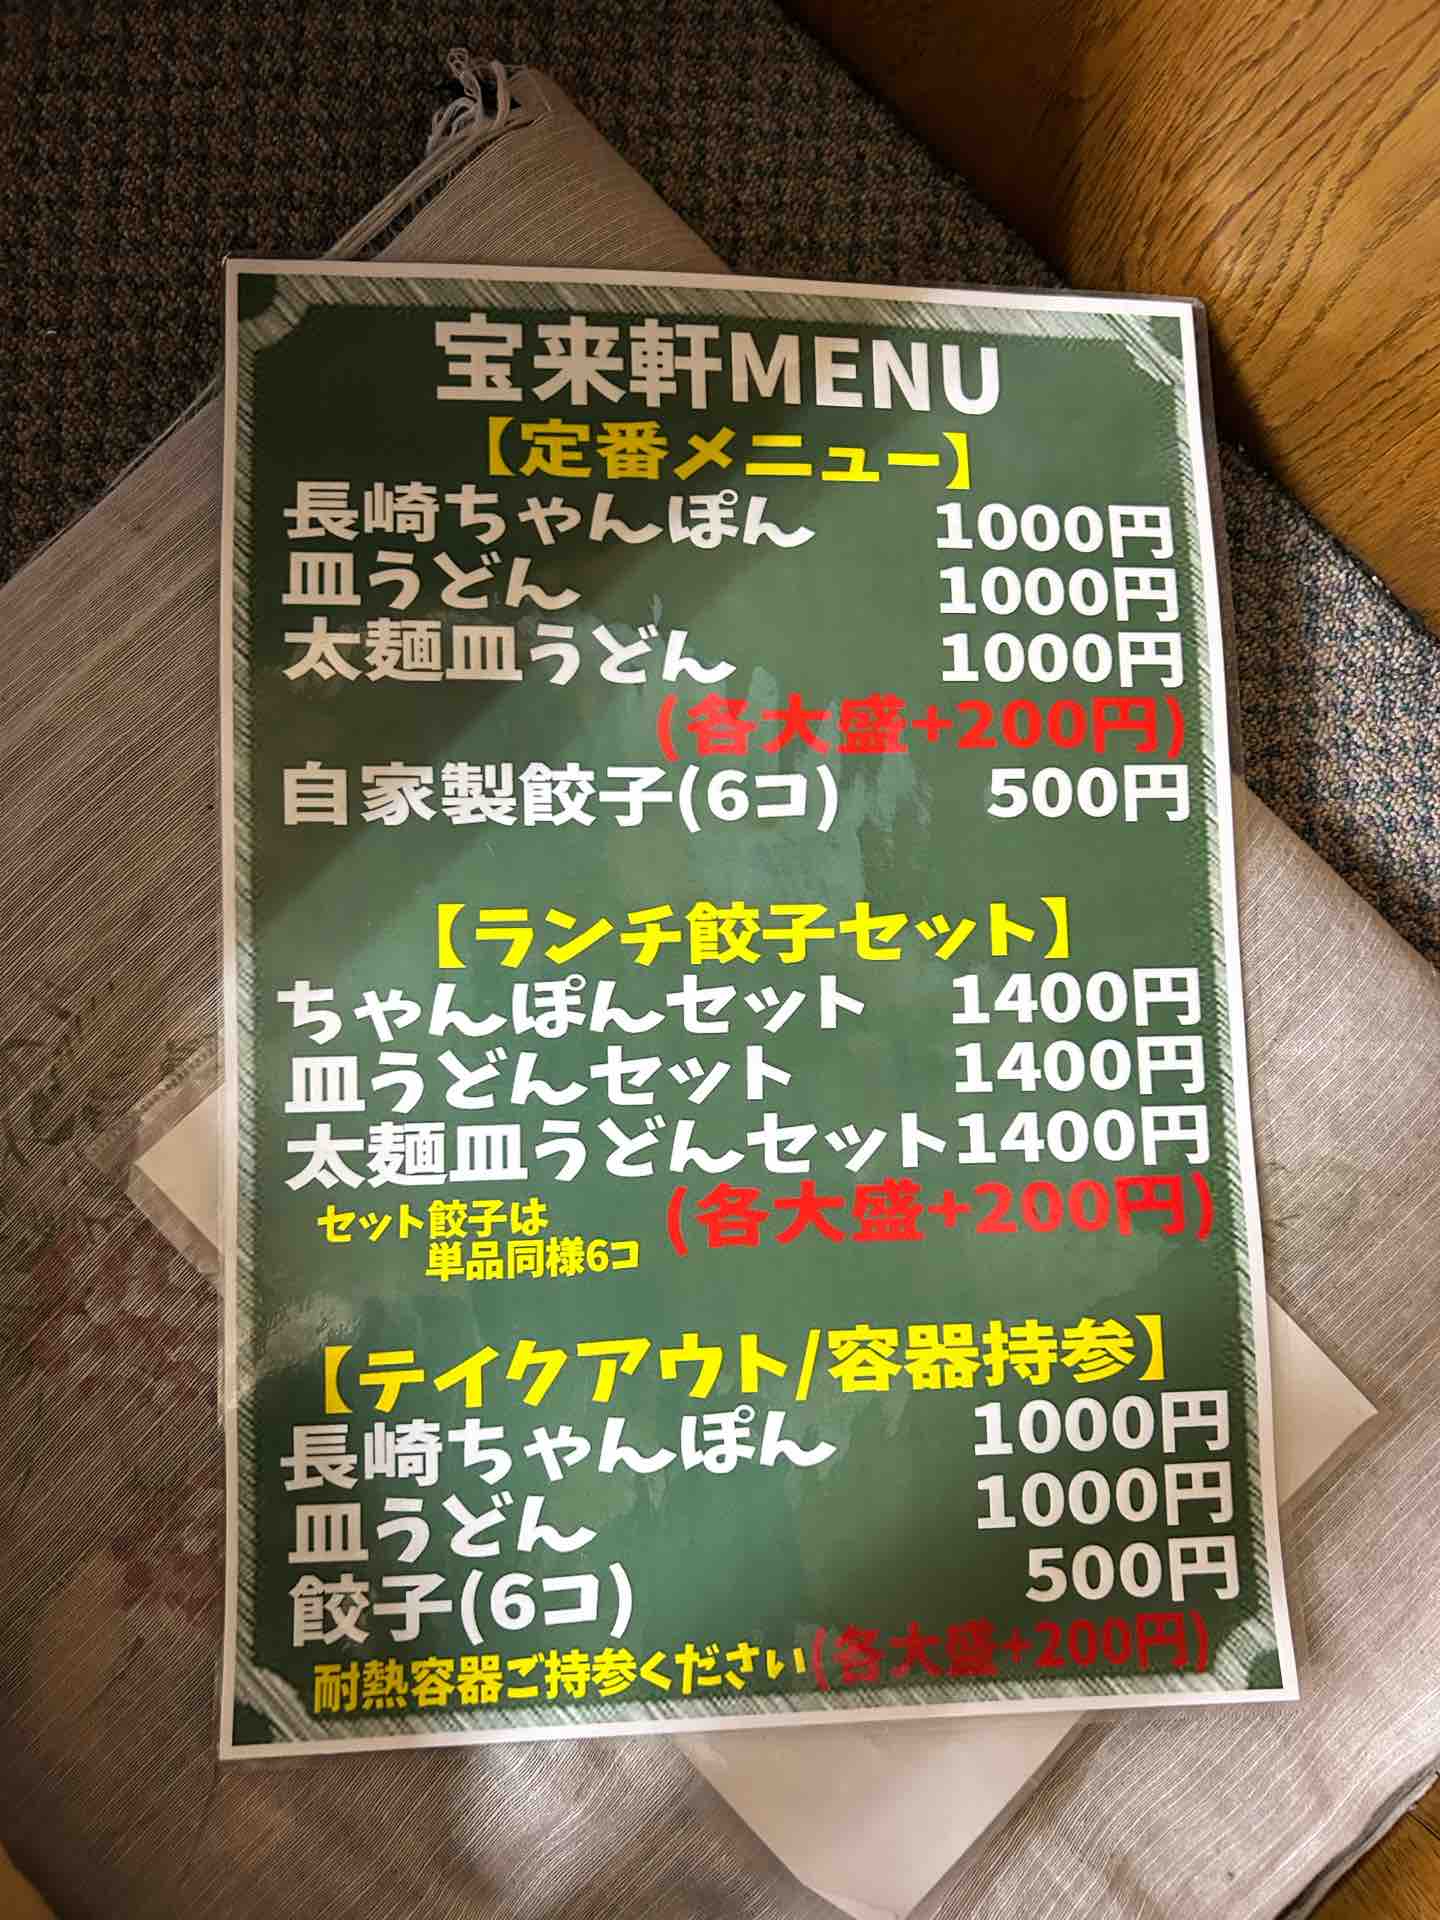 宝来軒MENU
【定番メニュー】
長崎ちゃんぽん 1000円
皿うどん 1000円
太麺皿うどん 1000円
(各大盛+200円)
自家製餃子(6コ) 500円
【ランチ餃子セット】
ちゃんぽんセット 1400円
皿うどんセット 1400円
太麺皿うどんセット1400円
(各大盛+200円)
セット餃子は
単品同様6コ
【テイクアウト/容器持参】
長崎ちゃんぽん 1000円
皿うどん 1000円
餃子(6コ) 500円
耐熱容器ご持参ください(各大盛+200円)